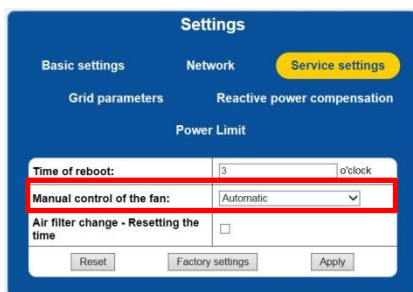 Settings
Basic settings Network Service settings
Grid parameters Reactive power compensation
Power Limit
Time of reboot: 3 o'clock
Manual control of the fan: Automatic
Air filter change - Resetting the
time
Reset Factory settings Apply